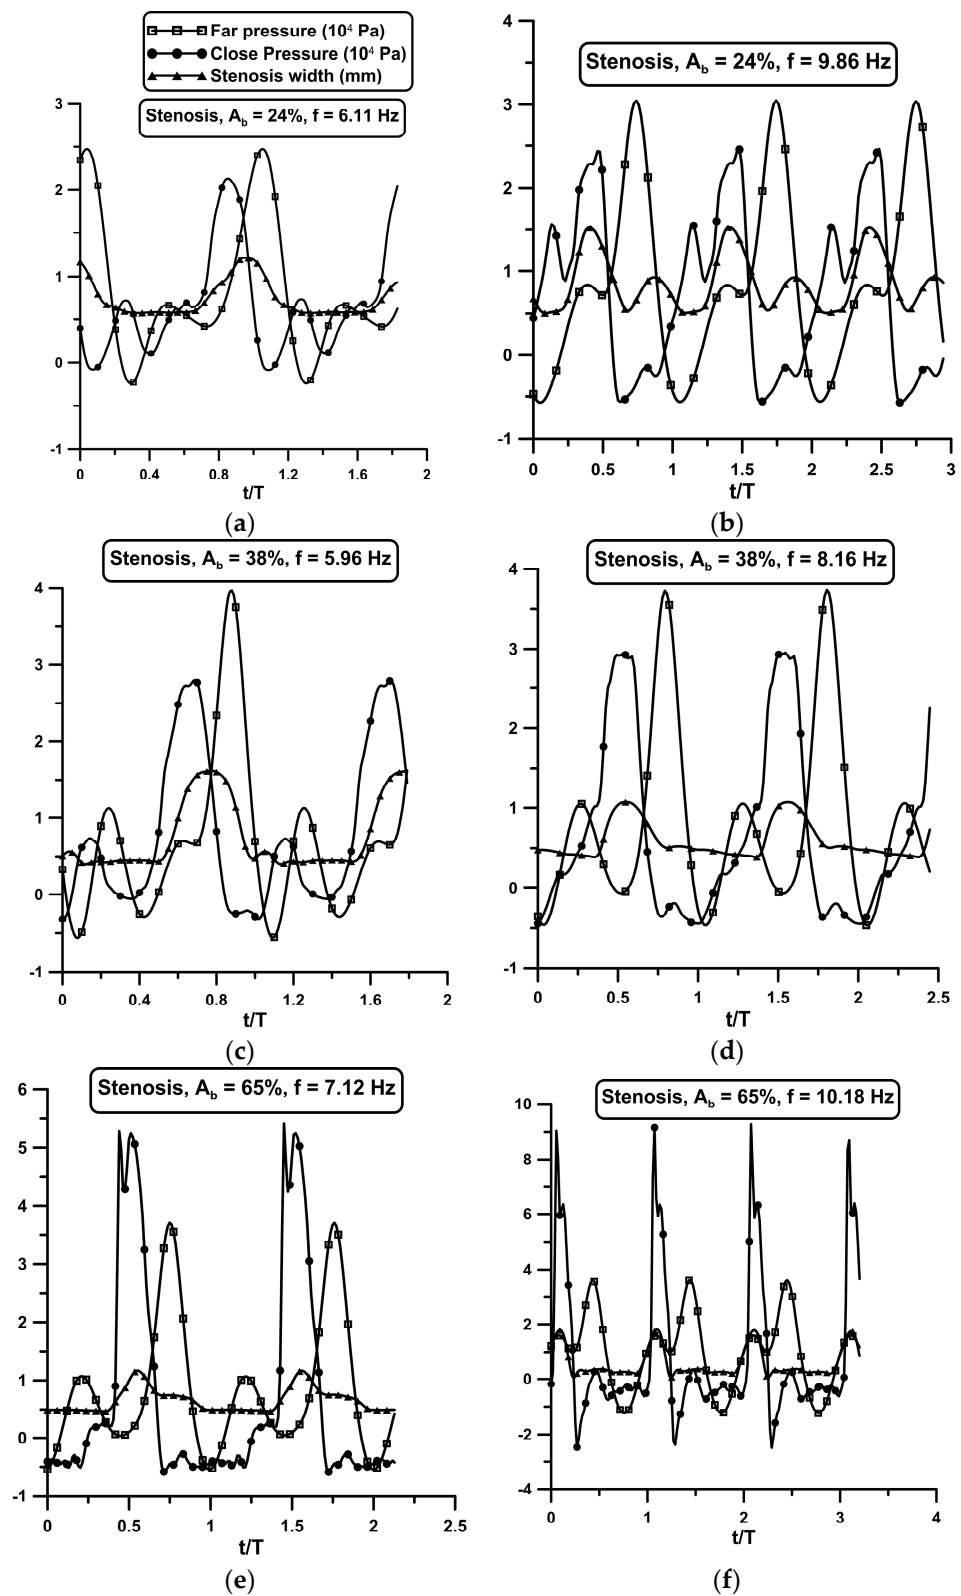 Far pressure (10⁴ Pa)
Close Pressure (10⁴ Pa)
Stenosis width (mm)
Stenosis, A_b = 24%, f = 6.11 Hz
3
2
1
0
-1
0 0.4 0.8 1.2 1.6 2
t/T
(a)
Stenosis, A_b = 24%, f = 9.86 Hz
4
3
2
1
0
-1
0 0.5 1 1.5 2 2.5 3
t/T
(b)
Stenosis, A_b = 38%, f = 5.96 Hz
4
3
2
1
0
-1
0 0.4 0.8 1.2 1.6 2
t/T
(c)
Stenosis, A_b = 38%, f = 8.16 Hz
4
3
2
1
0
-1
0 0.5 1 1.5 2 2.5
t/T
(d)
Stenosis, A_b = 65%, f = 7.12 Hz
6
5
4
3
2
1
0
-1
0 0.5 1 1.5 2 2.5
t/T
(e)
Stenosis, A_b = 65%, f = 10.18 Hz
10
8
6
4
2
0
-2
-4
0 1 2 3 4
t/T
(f)